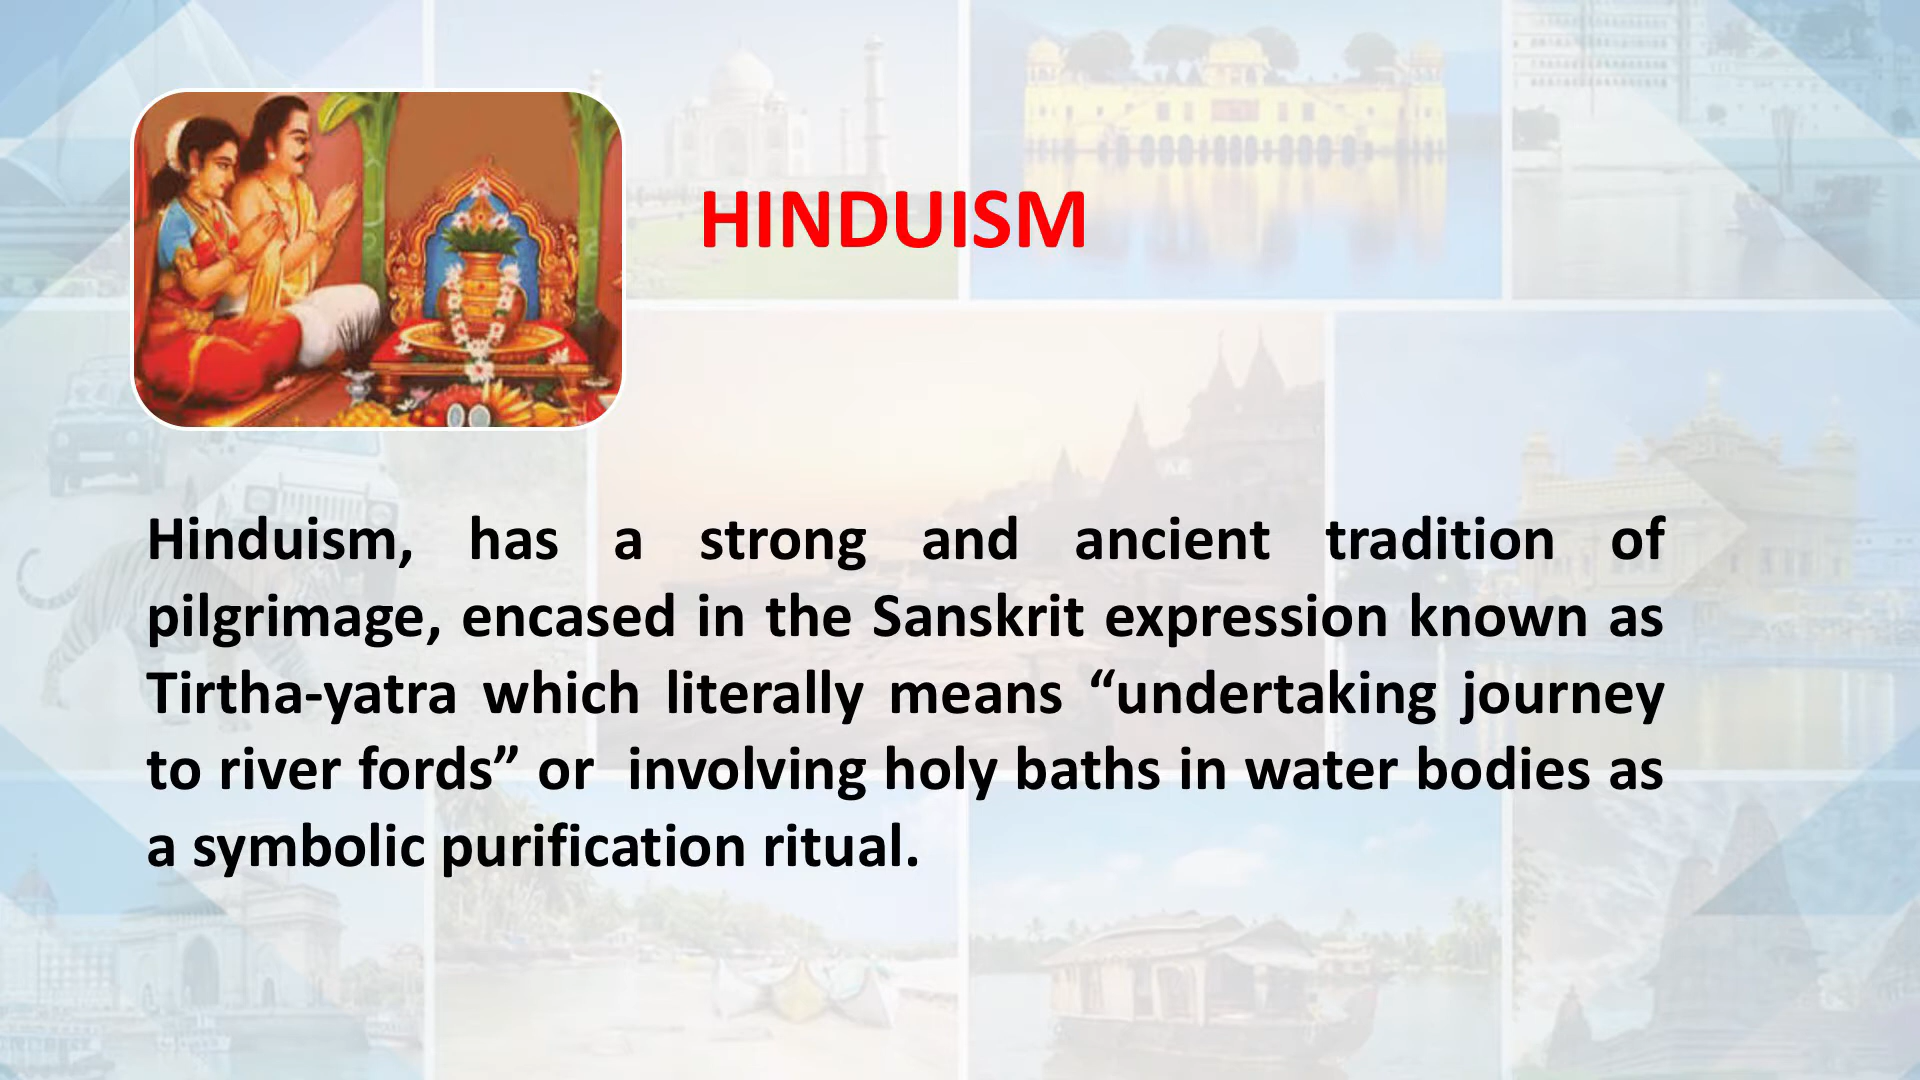 HINDUISM
Hinduism, has a strong and ancient tradition of
pilgrimage, encased in the Sanskrit expression known as
Tirtha-yatra which literally means “undertaking journey
to river fords” or  involving holy baths in water bodies as
a symbolic purification ritual.